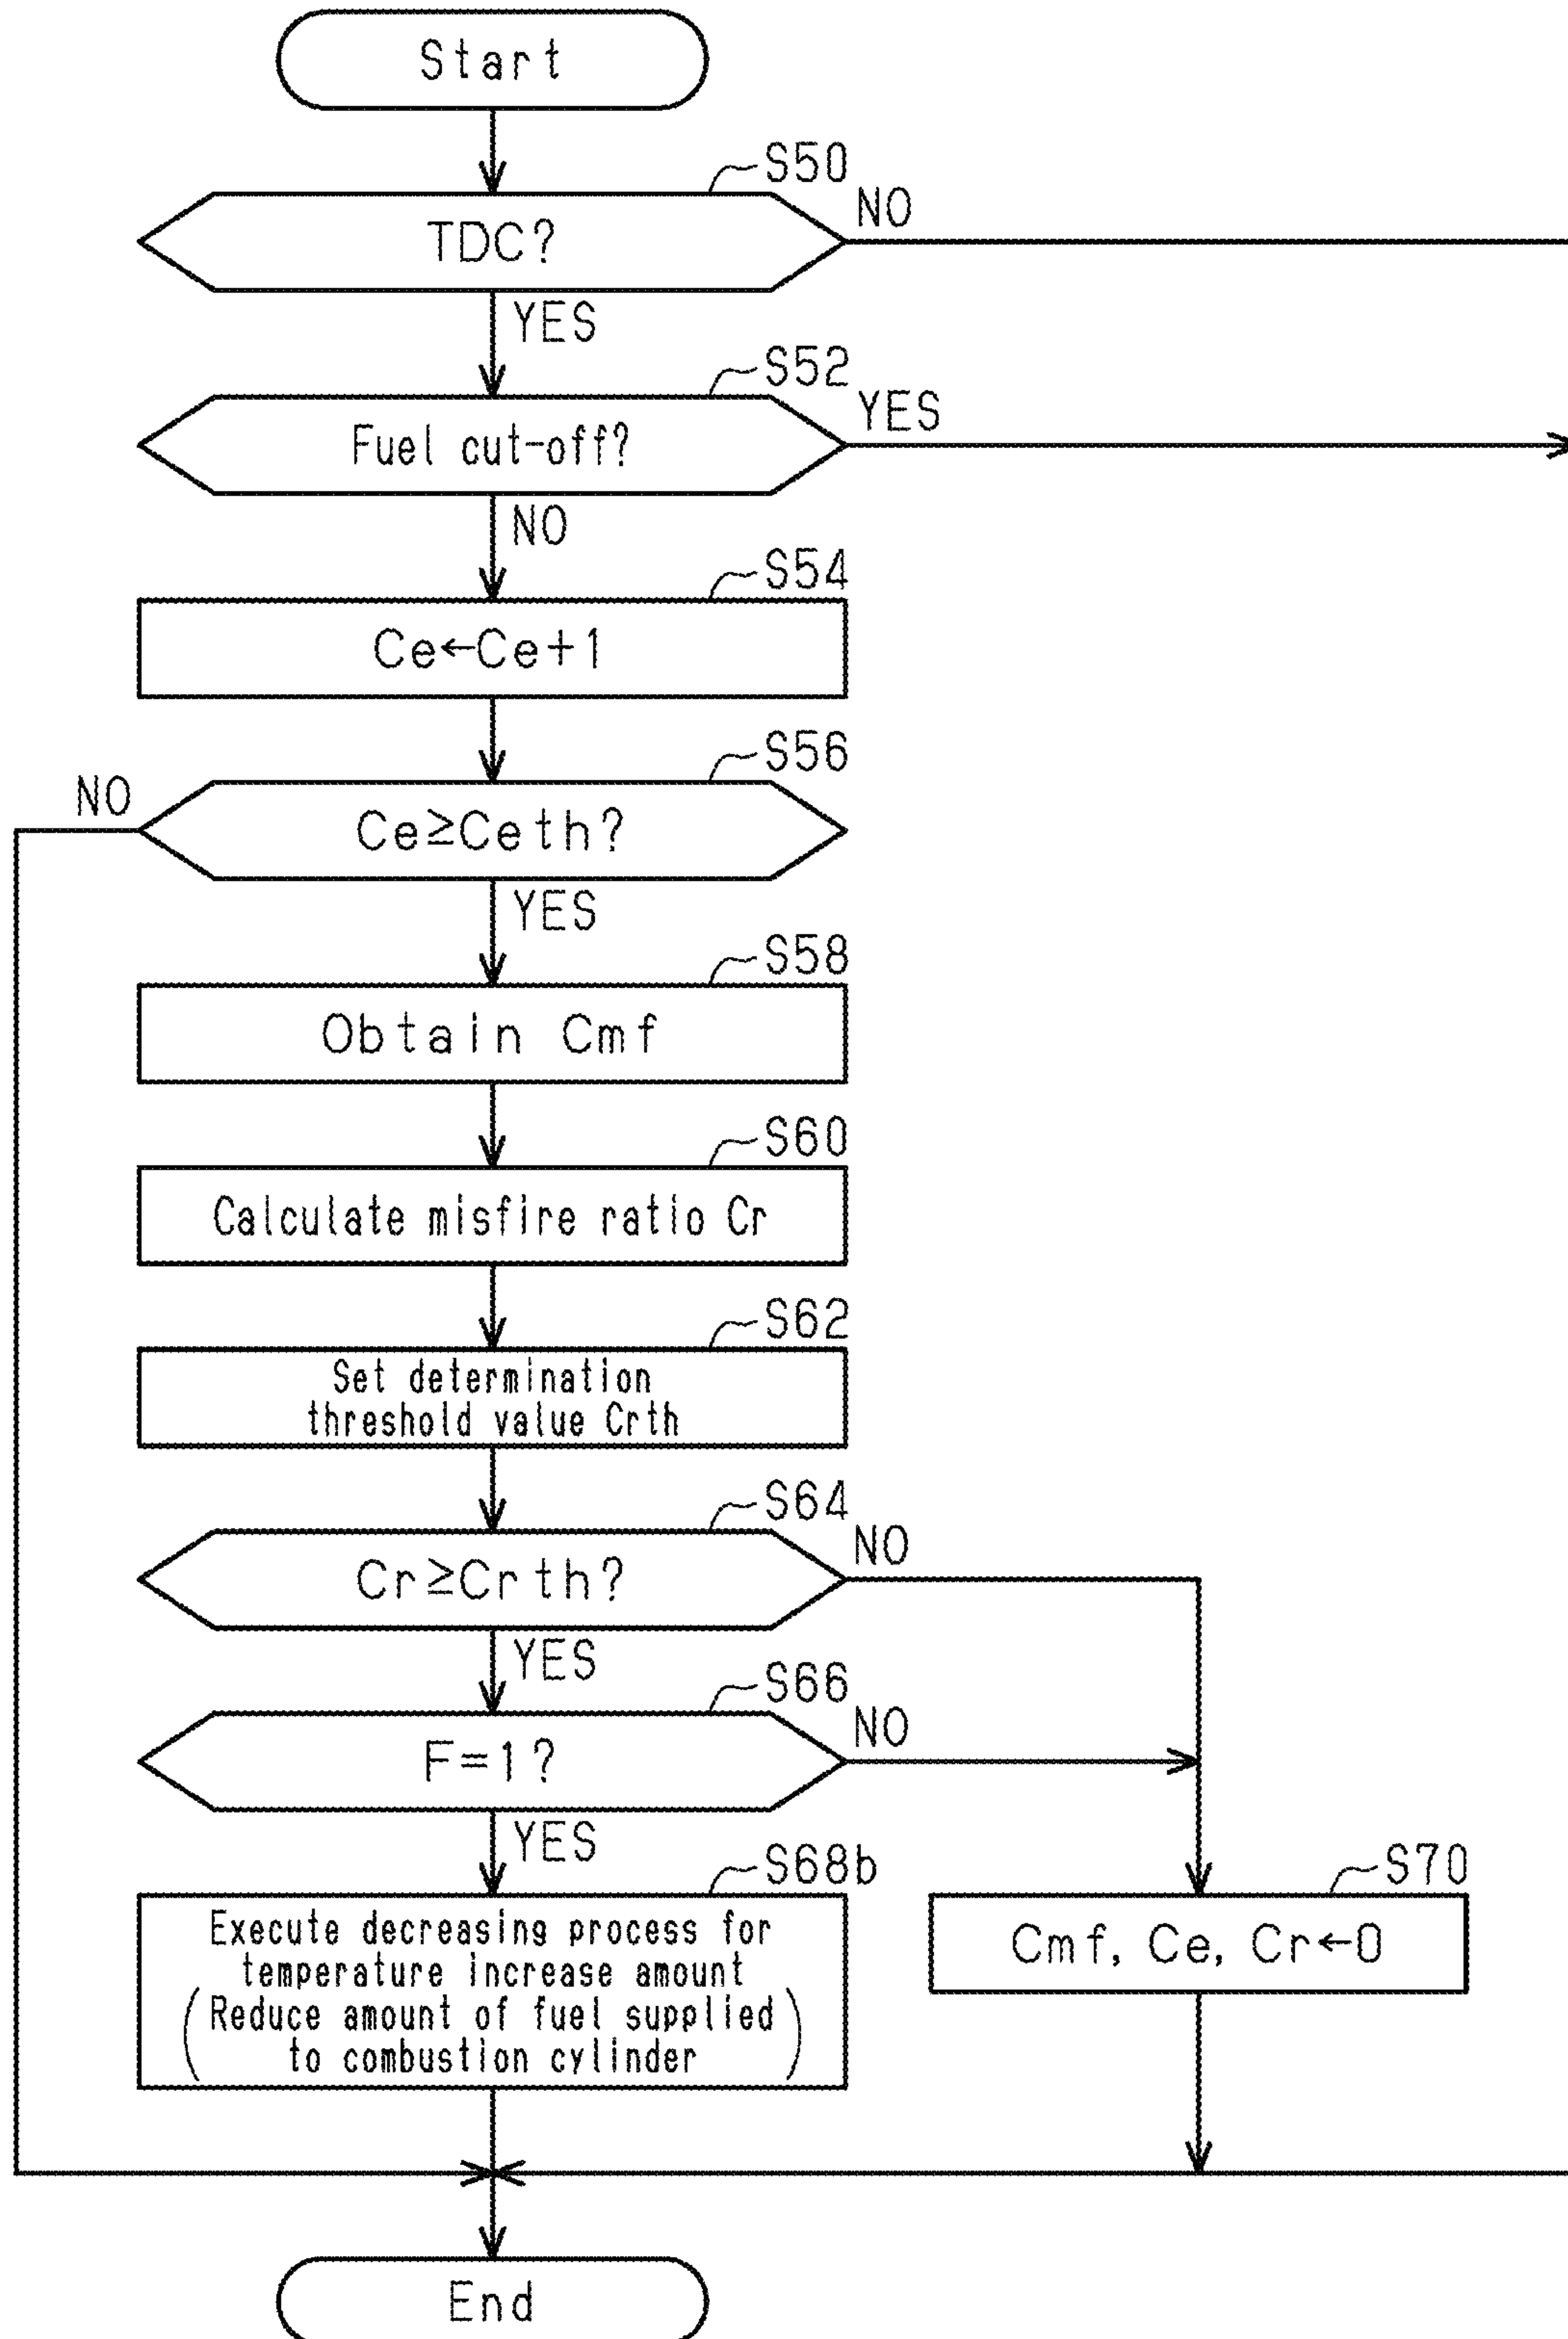 Start
S50
TDC?
NO
YES
S52
Fuel cut-off?
YES
NO
S54
Ce←Ce+1
S56
NO
Ce≧Ceth?
YES
S58
Obtain Cmf
S60
Calculate misfire ratio Cr
S62
Set determination
threshold value Crth
S64
Cr≧Crth?
NO
YES
S66
F=1?
NO
YES
S68b
Execute decreasing process for
temperature increase amount
(Reduce amount of fuel supplied
to combustion cylinder)
S70
Cmf, Ce, Cr←0
End